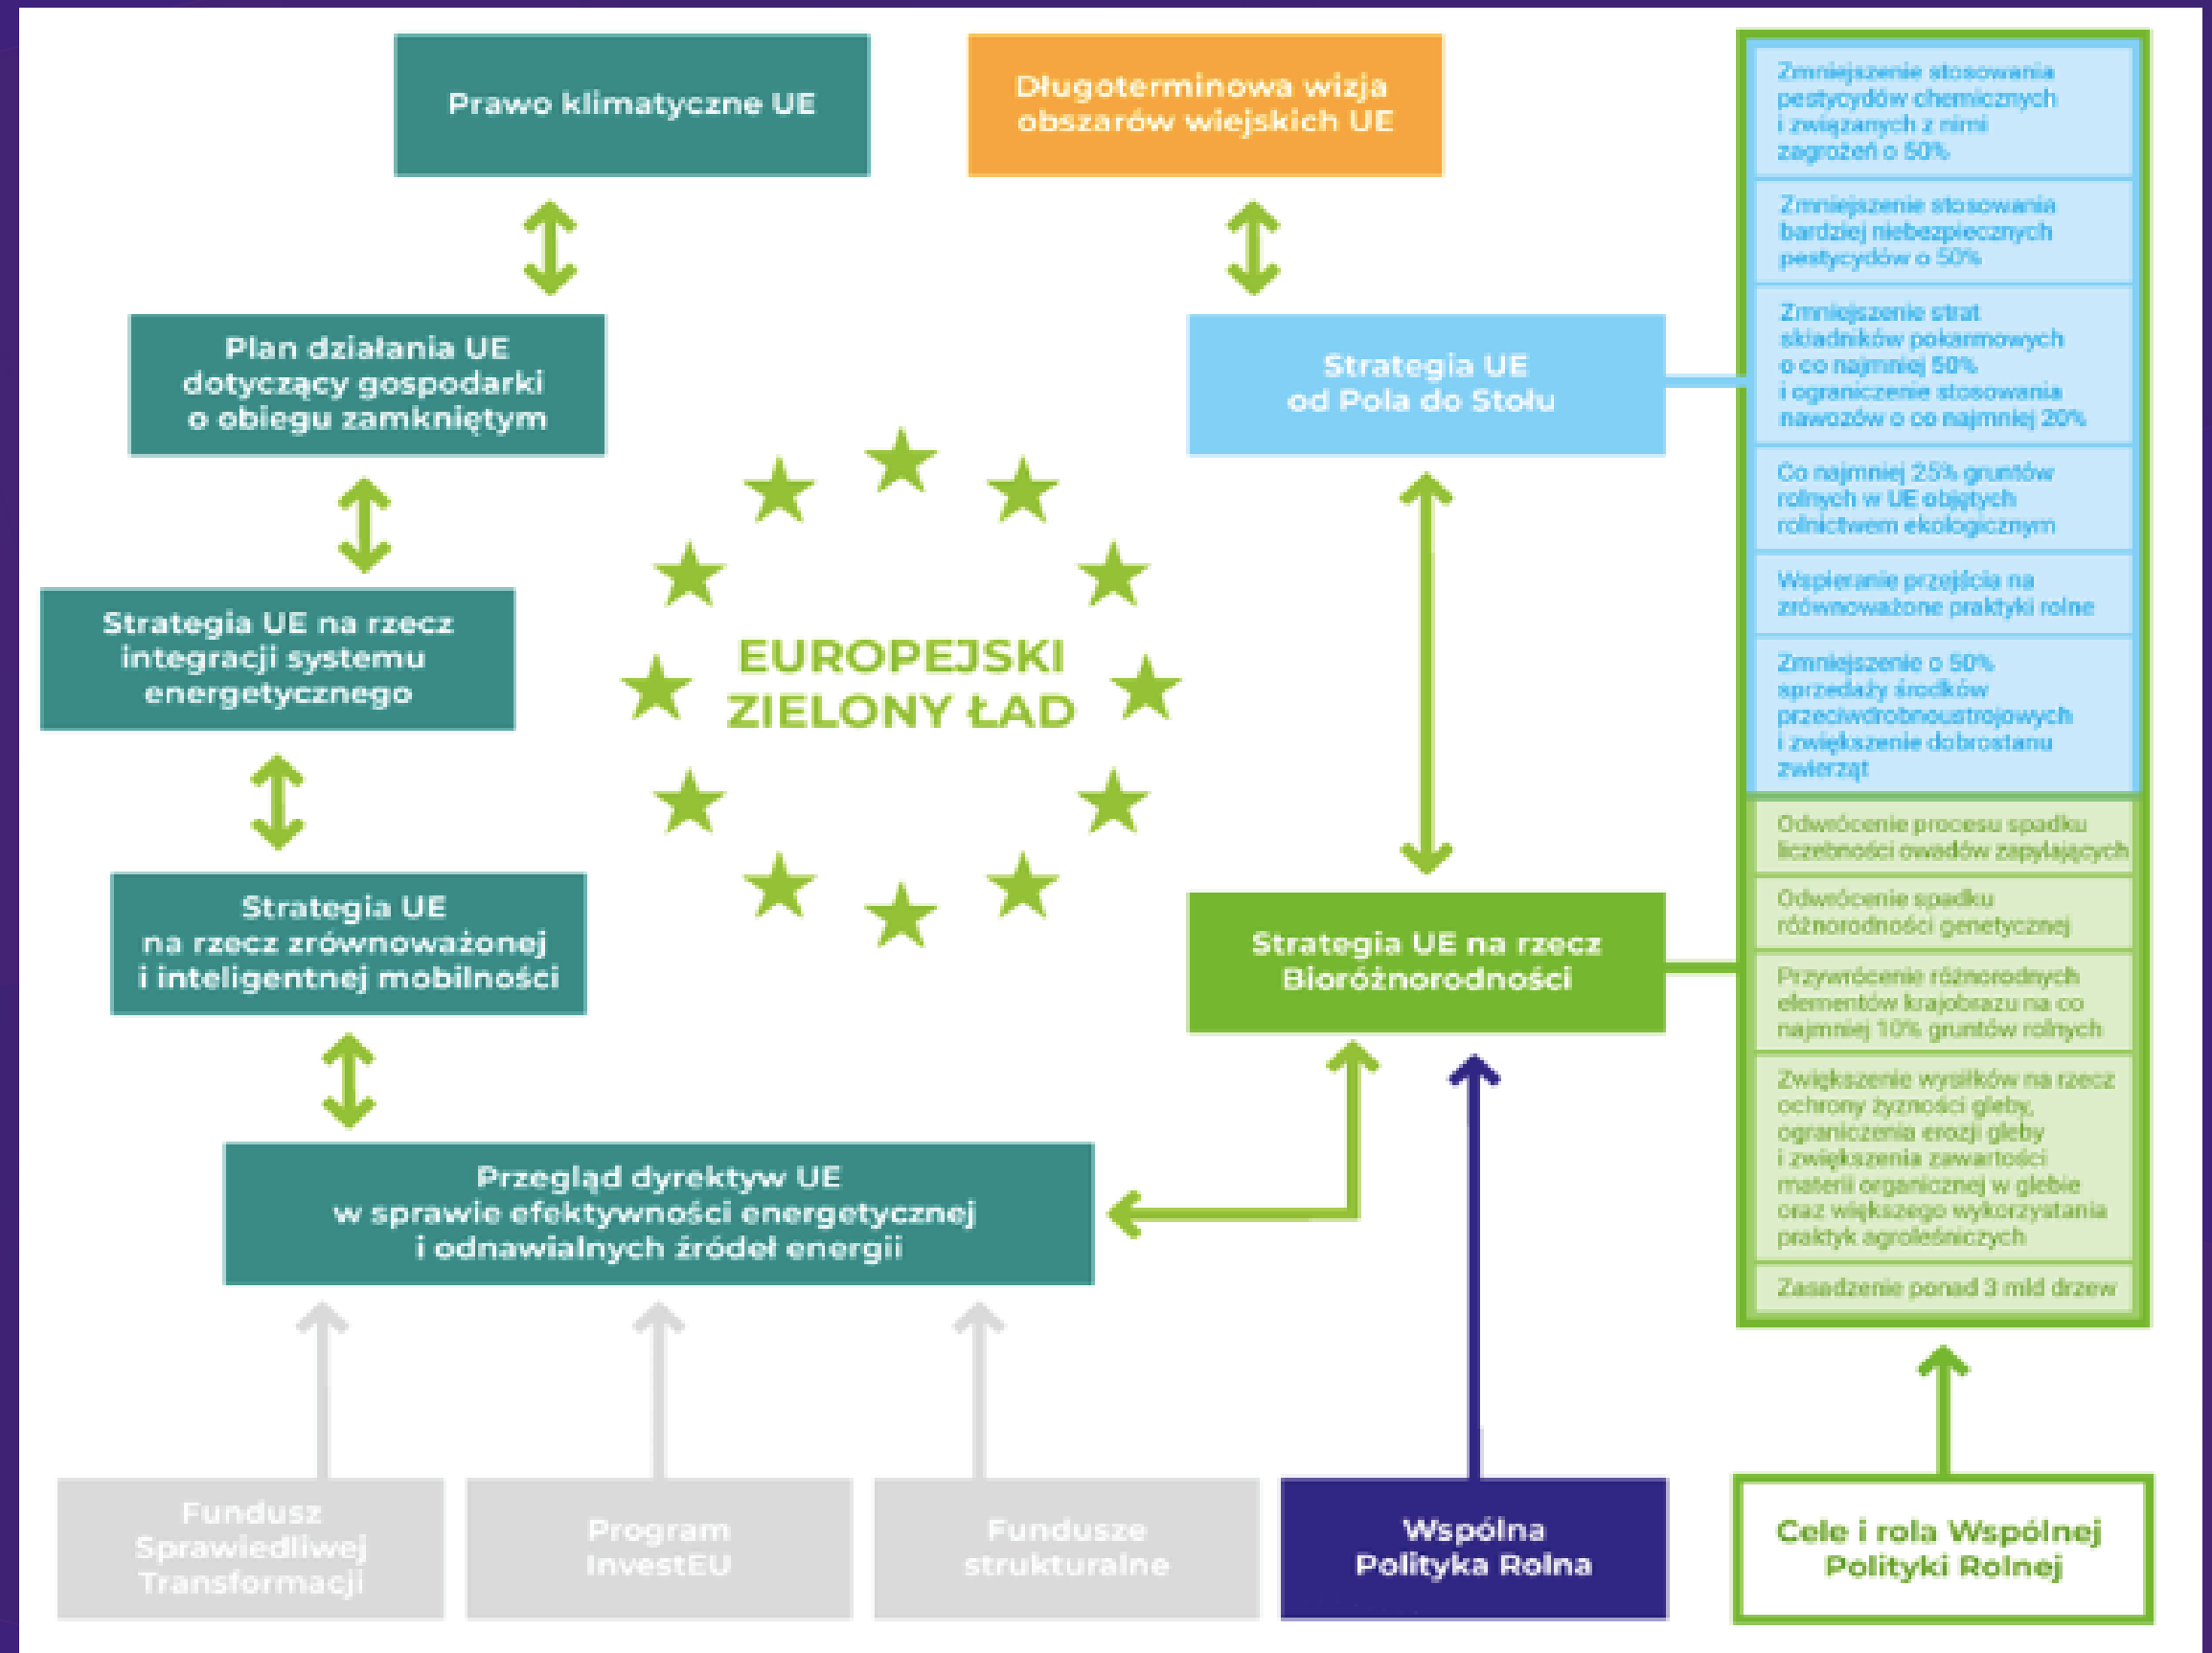 Prawo klimatyczne UE
Długoterminowa wizja
obszarów wiejskich UE
Plan działania UE
dotyczący gospodarki
o obiegu zamkniętym
Strategia UE
od Pola do Stołu
Strategia UE na rzecz
integracji systemu
energetycznego
EUROPEJSKI
ZIELONY ŁAD
Strategia UE
na rzecz zrównoważonej
i inteligentnej mobilności
Strategia UE na rzecz
Bioróżnorodności
Przegląd dyrektyw UE
w sprawie efektywności energetycznej
i odnawialnych źródeł energii
Fundusz
Sprawiedliwej
Transformacji
Program
InvestEU
Fundusze
strukturalne
Wspólna
Polityka Rolna
Zmniejszenie stosowania
pestycydów chemicznych
i związanych z nimi
zagrożeń o 50%
Zmniejszenie stosowania
bardziej niebezpiecznych
pestycydów o 50%
Zmniejszenie strat
składników pokarmowych
o co najmniej 50%
i ograniczenie stosowania
nawozów o co najmniej 20%
Co najmniej 25% gruntów
rolnych w UE objętych
rolnictwem ekologicznym
Wspieranie przejścia na
zrównoważone praktyki rolne
Zmniejszenie o 50%
sprzedaży środków
przeciwdrobnoustrojowych
i zwiększenie dobrostanu
zwierząt
Odwrócenie procesu spadku
liczebności owadów zapylających
Odwrócenie spadku
różnorodności genetycznej
Przywrócenie różnorodnych
elementów krajobrazu na co
najmniej 10% gruntów rolnych
Zwiększenie wysiłków na rzecz
ochrony żyzności gleby,
ograniczenia erozji gleby
i zwiększenia zawartości
materii organicznej w glebie
oraz większego wykorzystania
praktyk agroleśniczych
Zasadzenie ponad 3 mld drzew
Cele i rola Wspólnej
Polityki Rolnej